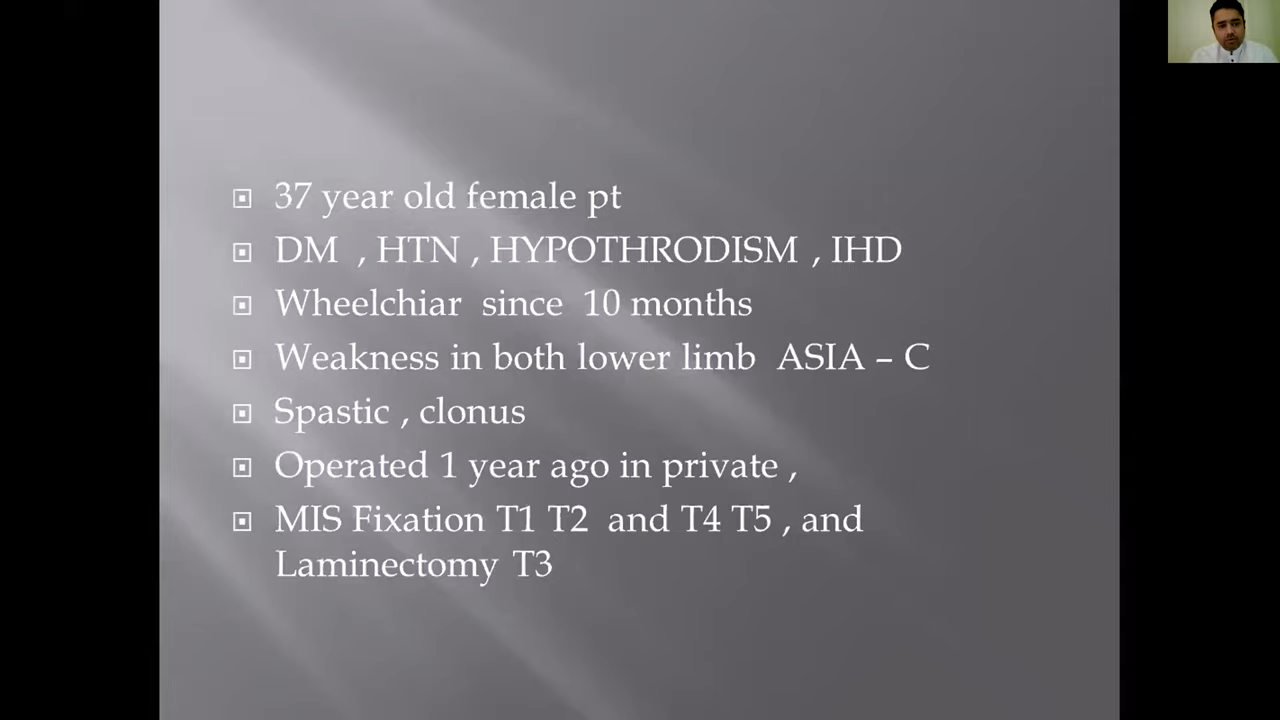 37 year old female pt
DM , HTN , HYPOTHRODISM , IHD
Wheelchiar since 10 months
Weakness in both lower limb ASIA – C
Spastic , clonus
Operated 1 year ago in private ,
MIS Fixation T1 T2 and T4 T5 , and
Laminectomy T3